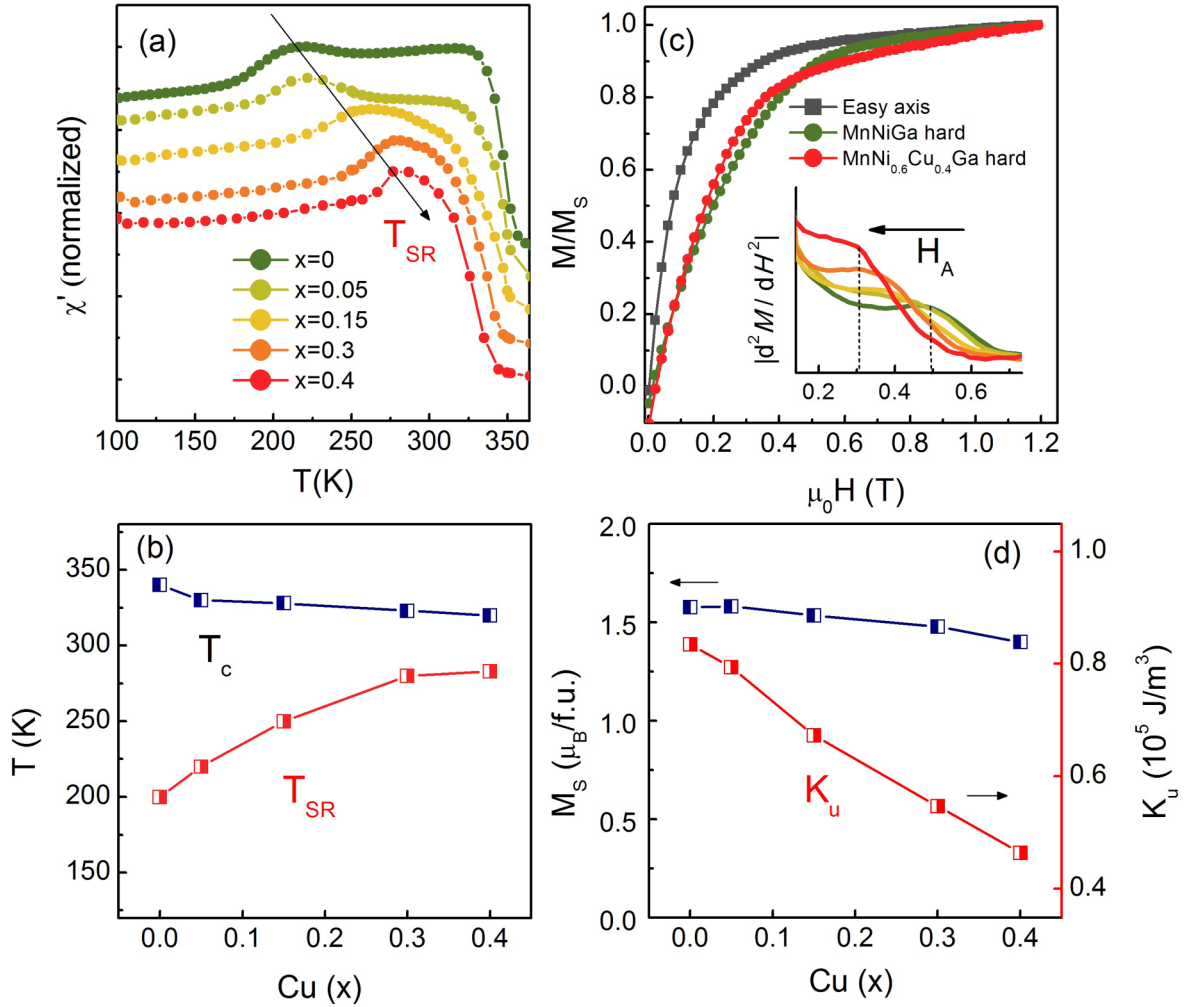 (a)
χ' (normalized)
T_SR
x=0
x=0.05
x=0.15
x=0.3
x=0.4
100 150 200 250 300 350
T(K)
(c)
1.0
0.8
0.6
0.4
0.2
0.0
M/M_S
Easy axis
MnNiGa hard
MnNi_0.6Cu_0.4Ga hard
H_A
|d²M / dH²|
0.2 0.4 0.6
0.0 0.2 0.4 0.6 0.8 1.0 1.2
μ₀H (T)
(b)
350
300
250
200
150
T (K)
T_c
T_SR
0.0 0.1 0.2 0.3 0.4
Cu (x)
(d)
2.0
1.5
1.0
0.5
0.0
M_S (μ_B/f.u.)
K_u
1.0
0.8
0.6
0.4
K_u (10⁵ J/m³)
0.0 0.1 0.2 0.3 0.4
Cu (x)